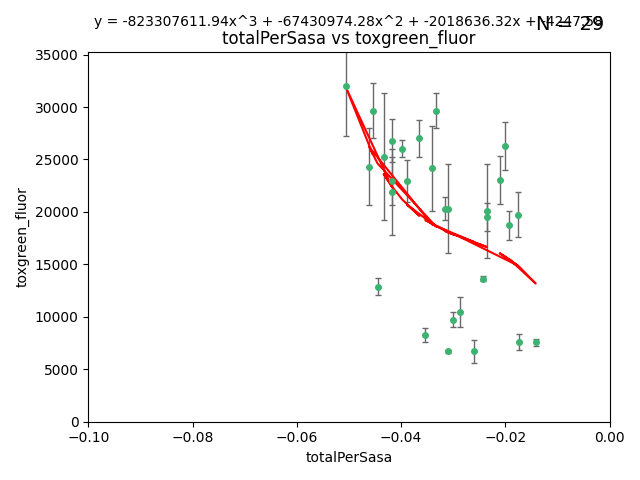 y = -823307611.94x^3 + -67430974.28x^2 + -2018636.32x +
N = 29
totalPerSasa vs toxgreen_fluor
35000
30000
25000
20000
15000
10000
5000
0
toxgreen_fluor
−0.10
−0.08
−0.06
−0.04
−0.02
0.00
totalPerSasa